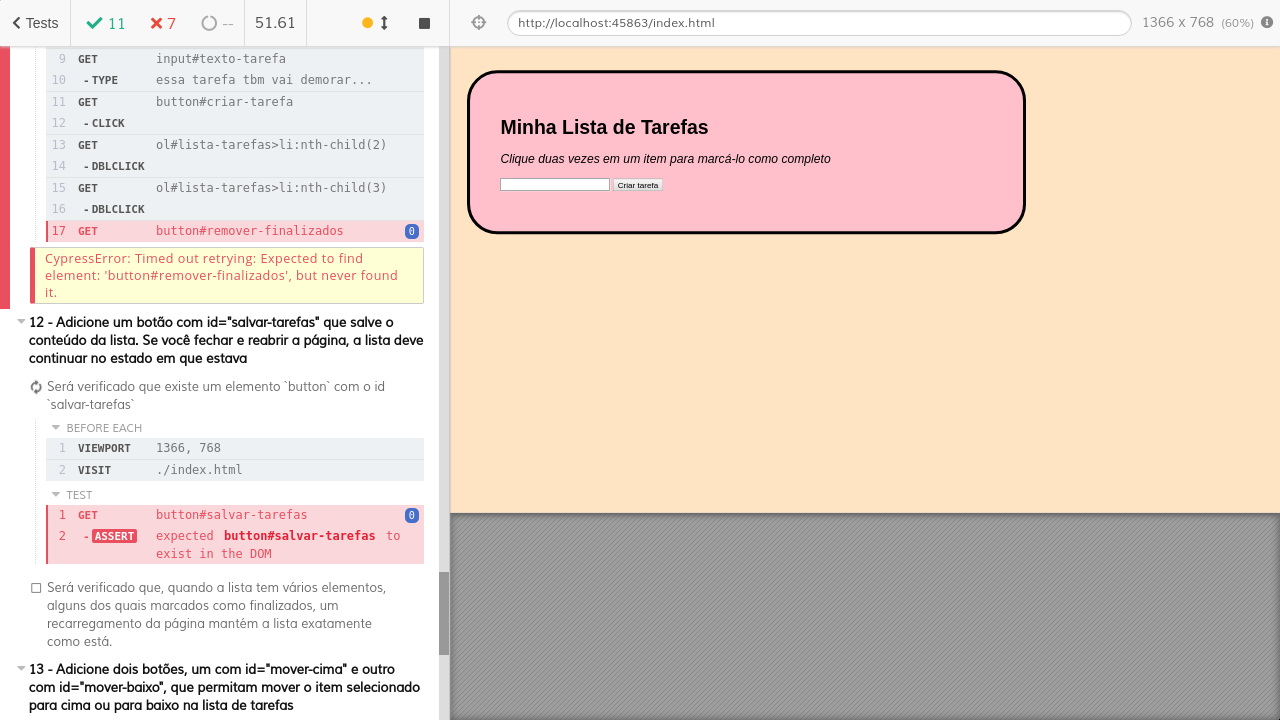 Tests
11
7
--
51.61
http://localhost:45863/index.html
1366 x 768 (60%)
9 GET input#texto-tarefa
10 - TYPE essa tarefa tbm vai demorar...
11 GET button#criar-tarefa
12 - CLICK
13 GET ol#lista-tarefas>li:nth-child(2)
14 - DBLCLICK
15 GET ol#lista-tarefas>li:nth-child(3)
16 - DBLCLICK
17 GET button#remover-finalizados 0
CypressError: Timed out retrying: Expected to find
element: 'button#remover-finalizados', but never found
it.
12 - Adicione um botão com id="salvar-tarefas" que salve o
conteúdo da lista. Se você fechar e reabrir a página, a lista deve
continuar no estado em que estava
Será verificado que existe um elemento `button` com o id
`salvar-tarefas`
BEFORE EACH
1 VIEWPORT 1366, 768
2 VISIT ./index.html
TEST
1 GET button#salvar-tarefas 0
2 - ASSERT expected button#salvar-tarefas to
exist in the DOM
Será verificado que, quando a lista tem vários elementos,
alguns dos quais marcados como finalizados, um
recarregamento da página mantém a lista exatamente
como está.
13 - Adicione dois botões, um com id="mover-cima" e outro
com id="mover-baixo", que permitam mover o item selecionado
para cima ou para baixo na lista de tarefas
Minha Lista de Tarefas
Clique duas vezes em um item para marcá-lo como completo
Criar tarefa